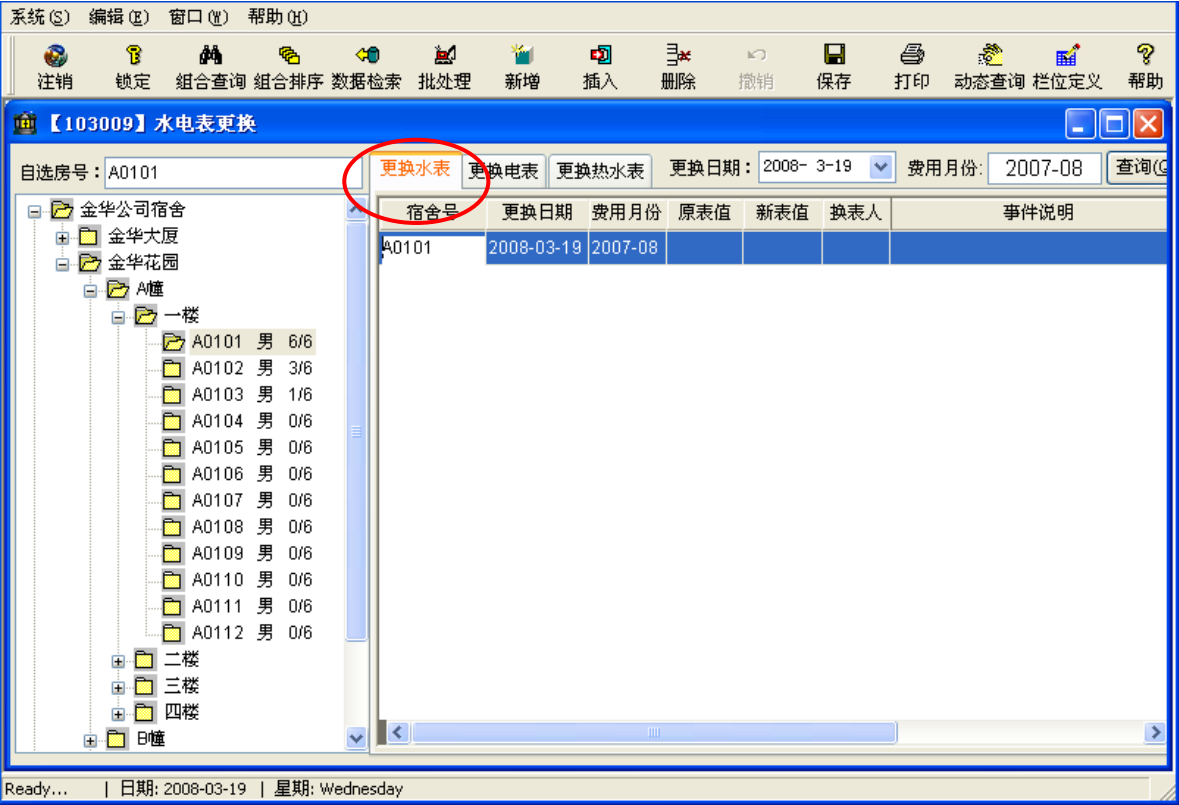 系统(S) 编辑(E) 窗口(W) 帮助(H)
注销 锁定 组合查询 组合排序 数据检索 批处理 新增 插入 删除 撤销 保存 打印 动态查询 栏位定义 帮助
【103009】水电表更换
自选房号：A0101
更换水表 更换电表 更换热水表 更换日期：2008- 3-19 费用月份: 2007-08 查询(Q
宿舍号 更换日期 费用月份 原表值 新表值 换表人 事件说明
A0101 2008-03-19 2007-08
金华公司宿舍
金华大厦
金华花园
A幢
一楼
A0101 男 6/6
A0102 男 3/6
A0103 男 1/6
A0104 男 0/6
A0105 男 0/6
A0106 男 0/6
A0107 男 0/6
A0108 男 0/6
A0109 男 0/6
A0110 男 0/6
A0111 男 0/6
A0112 男 0/6
二楼
三楼
四楼
B幢
Ready... | 日期: 2008-03-19 | 星期: Wednesday